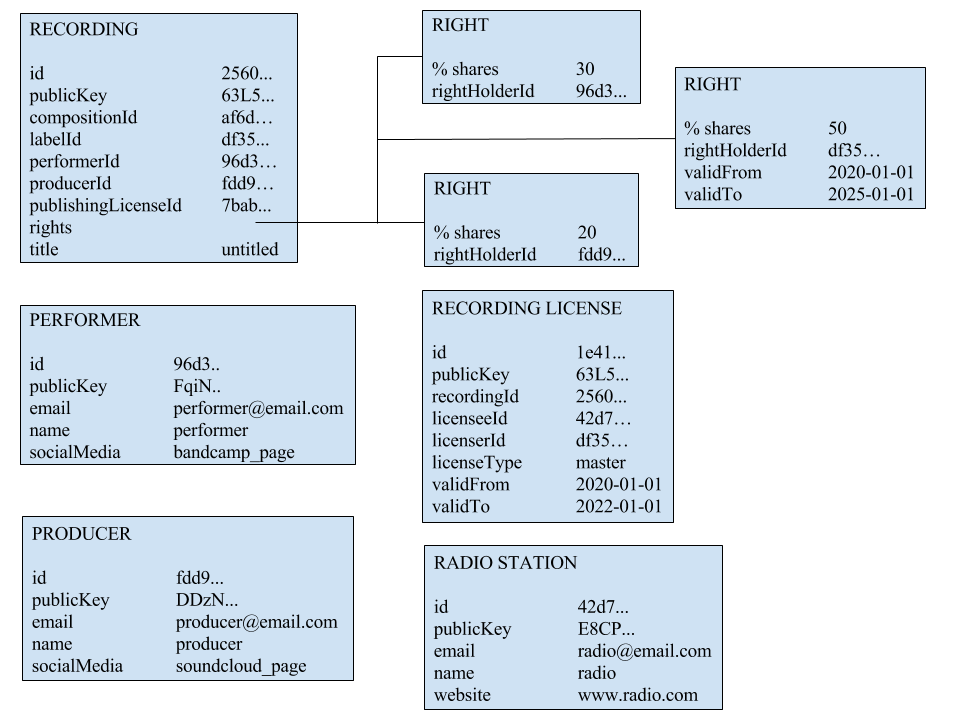 RECORDING
id 2560...
publicKey 63L5...
compositionId af6d…
labelId df35...
performerId 96d3…
producerId fdd9…
publishingLicenseId 7bab...
rights
title untitled
RIGHT
% shares 30
rightHolderId 96d3...
RIGHT
% shares 50
rightHolderId df35…
validFrom 2020-01-01
validTo 2025-01-01
RIGHT
% shares 20
rightHolderId fdd9...
PERFORMER
id 96d3..
publicKey FqiN..
email performer@email.com
name performer
socialMedia bandcamp_page
RECORDING LICENSE
id 1e41...
publicKey 63L5...
recordingId 2560...
licenseeId 42d7…
licenserId df35…
licenseType master
validFrom 2020-01-01
validTo 2022-01-01
PRODUCER
id fdd9...
publicKey DDzN...
email producer@email.com
name producer
socialMedia soundcloud_page
RADIO STATION
id 42d7...
publicKey E8CP...
email radio@email.com
name radio
website www.radio.com